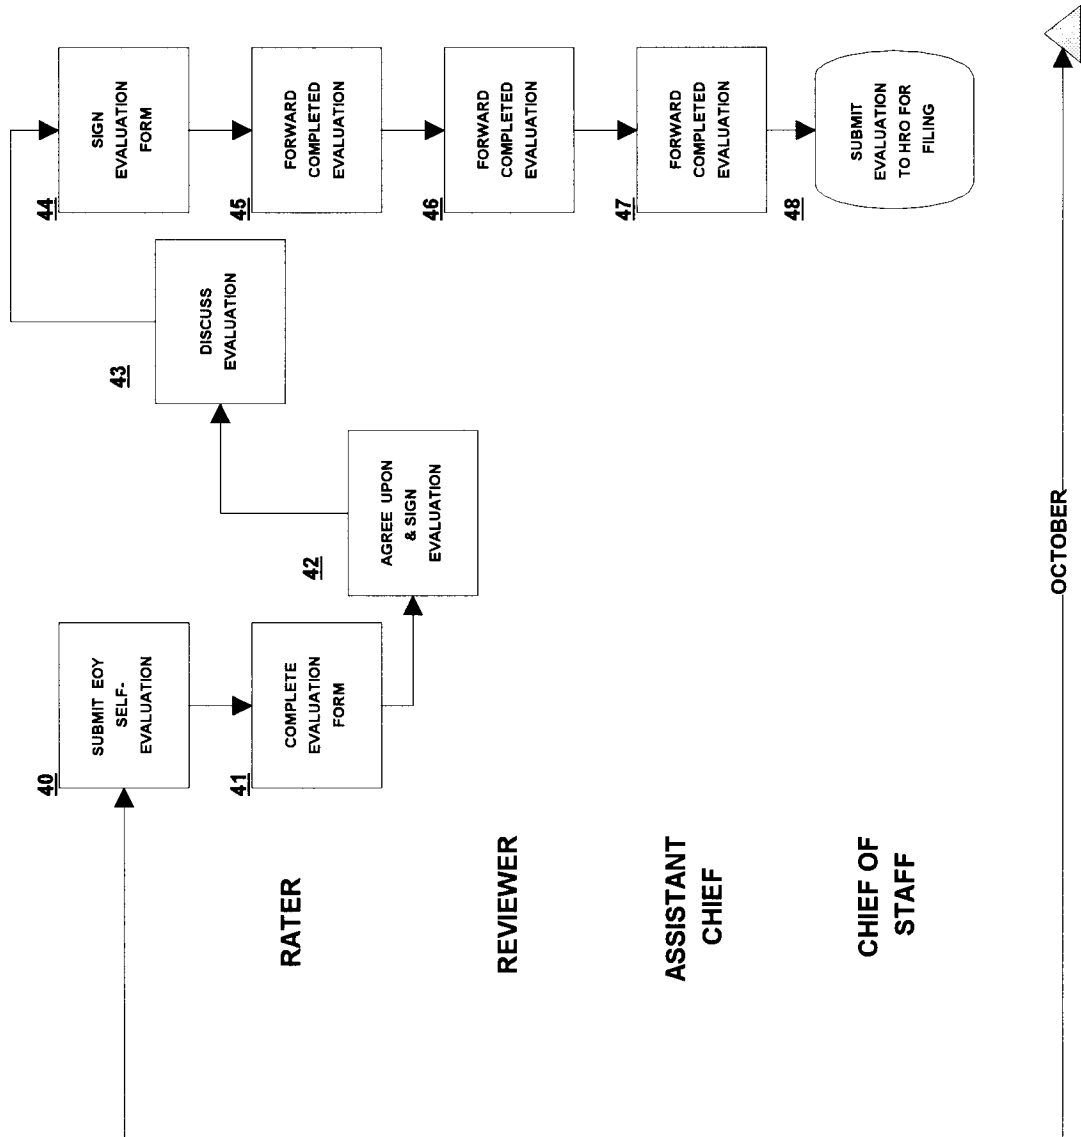 40
SUBMIT EOY
SELF-
EVALUATION
41
COMPLETE
EVALUATION
FORM
42
AGREE UPON
& SIGN
EVALUATION
43
DISCUSS
EVALUATION
44
SIGN
EVALUATION
FORM
45
FORWARD
COMPLETED
EVALUATION
46
FORWARD
COMPLETED
EVALUATION
47
FORWARD
COMPLETED
EVALUATION
48
SUBMIT
EVALUATION
TO HRO FOR
FILING
RATER
REVIEWER
ASSISTANT
CHIEF
CHIEF OF
STAFF
OCTOBER